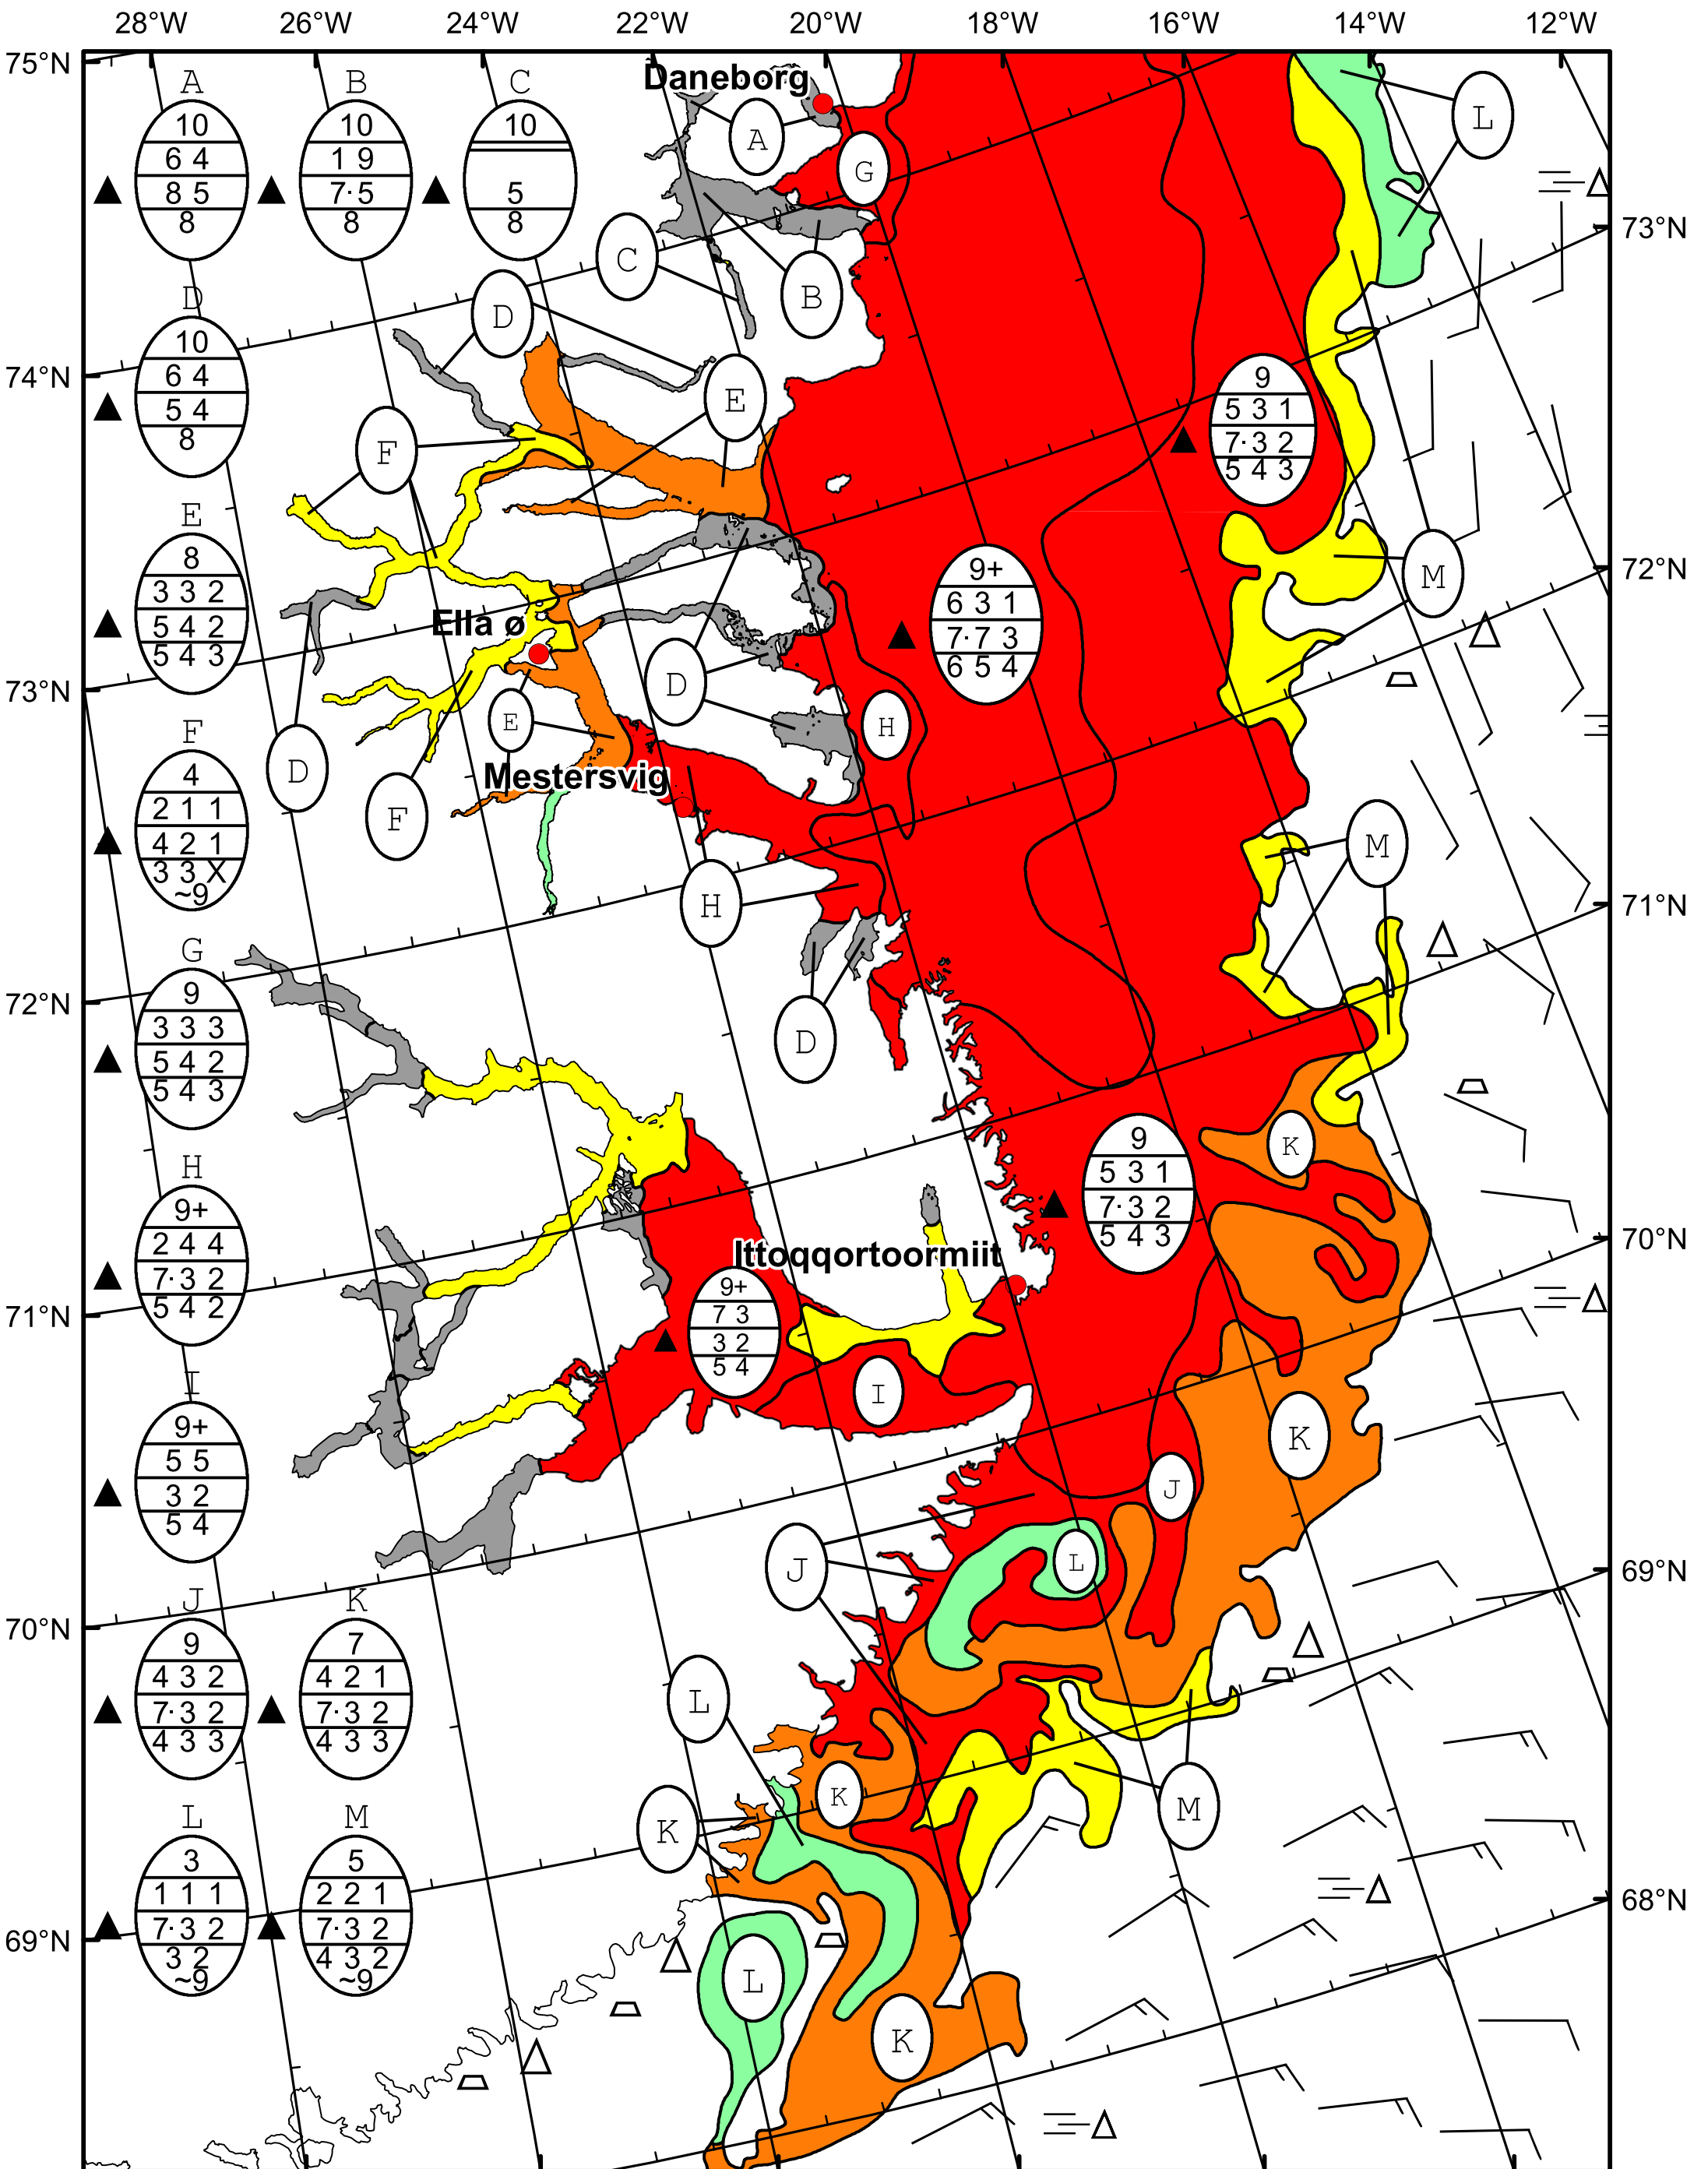 28°W 26°W 24°W 22°W 20°W 18°W 16°W 14°W 12°W
75°N
Daneborg
A B C
10 10 10
6 4 1 9
8 5 7· 5 5
8 8 8
A
G
L
73°N
C
B
D
D
10
6 4
5 4
8
74°N
E
9
5 3 1
7· 3 2
5 4 3
F
E
8
3 3 2
5 4 2
5 4 3
9+
6 3 1
7· 7 3
6 5 4
M
72°N
Ella ø
D
73°N
E
H
F
4
2 1 1
4 2 1
3 3 X
~9
D
Mestersvig
F
M
H
71°N
G
9
3 3 3
5 4 2
5 4 3
72°N
D
H
9+
2 4 4
7· 3 2
5 4 2
9
5 3 1
7· 3 2
5 4 3
K
70°N
Ittoqqortoormiit
9+
7 3
3 2
5 4
71°N
I
9+
5 5
3 2
5 4
I
K
J
L
J
69°N
J K
9 7
4 3 2 4 2 1
7· 3 2 7· 3 2
4 3 3 4 3 3
70°N
L
K
M
K
L M
3 5
1 1 1 2 2 1
7· 3 2 7· 3 2
3 2 4 3 2
~9 ~9
68°N
69°N
L
K